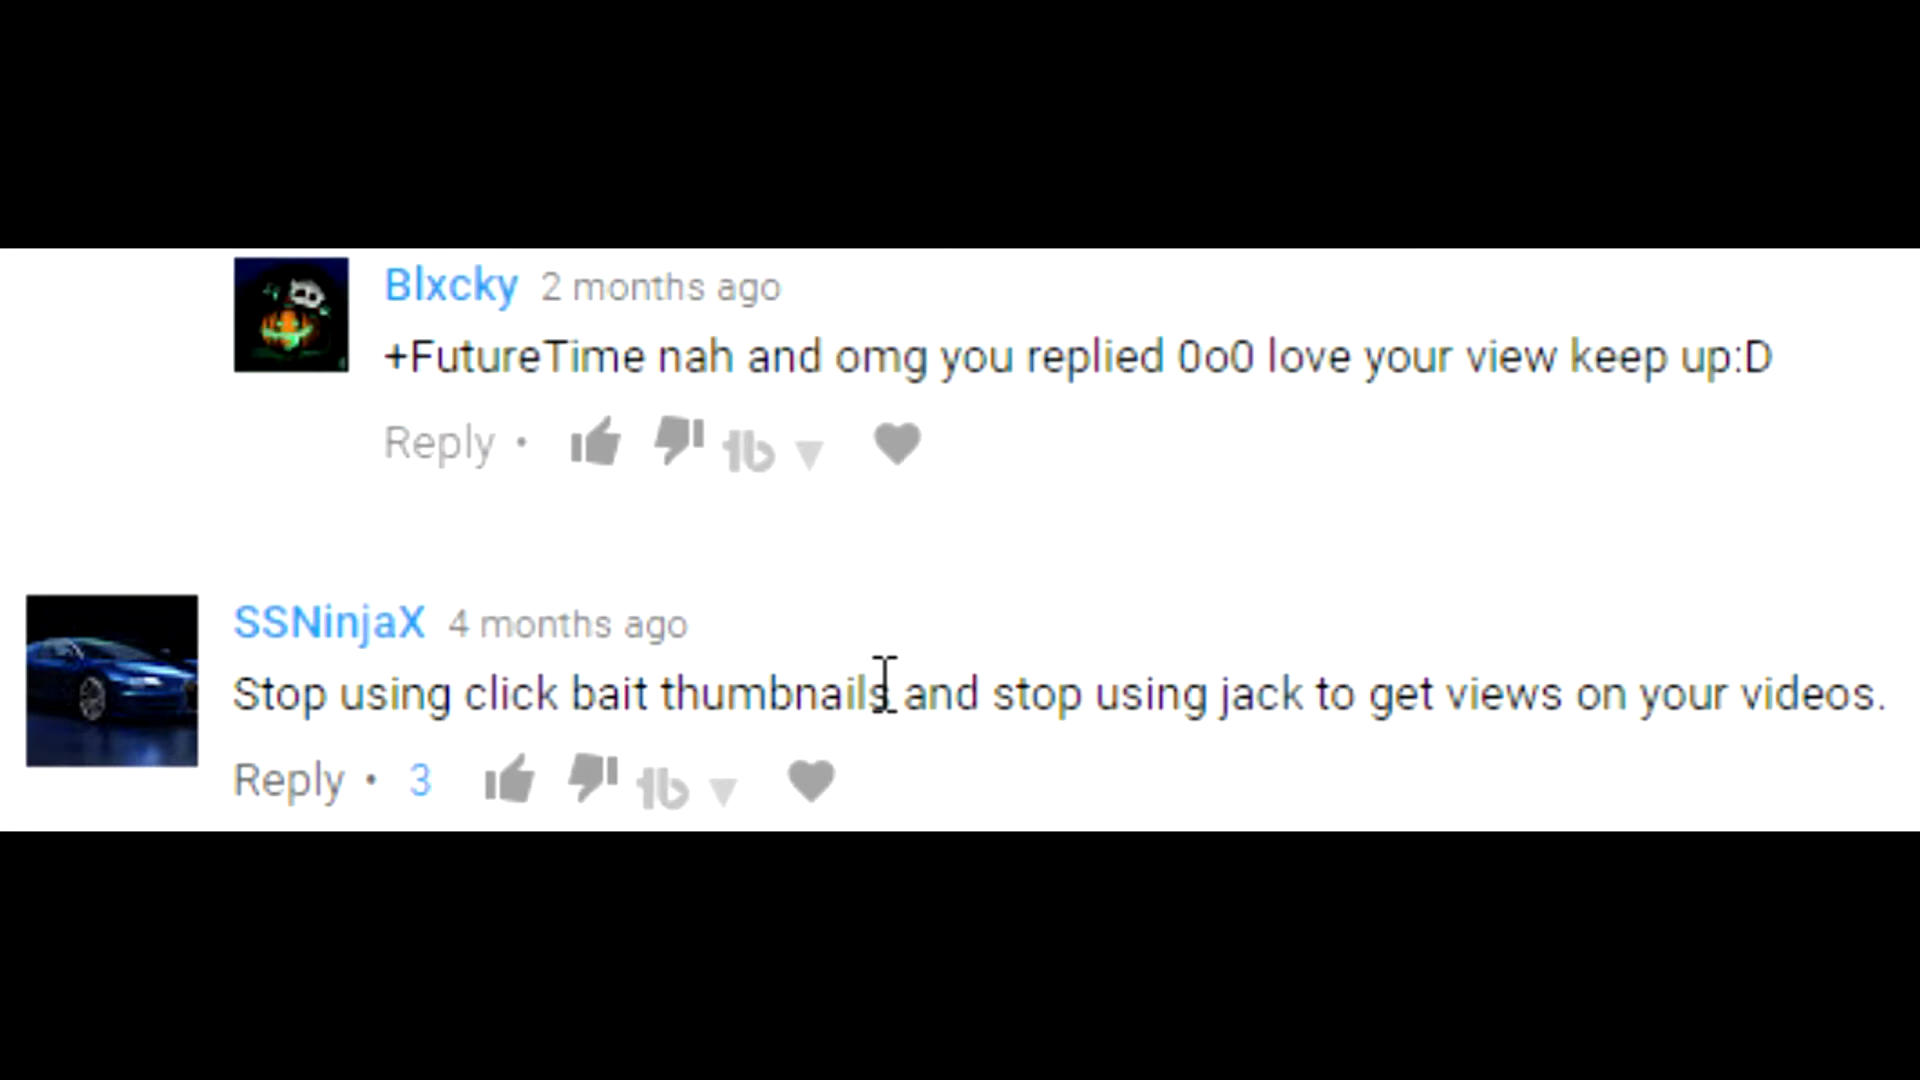 Blxcky 2 months ago
+FutureTime nah and omg you replied 0o0 love your view keep up:D
Reply •
Stop using click bait thumbnails and stop using jack to get views on your videos.
SSNinjaX 4 months ago
Reply • 3